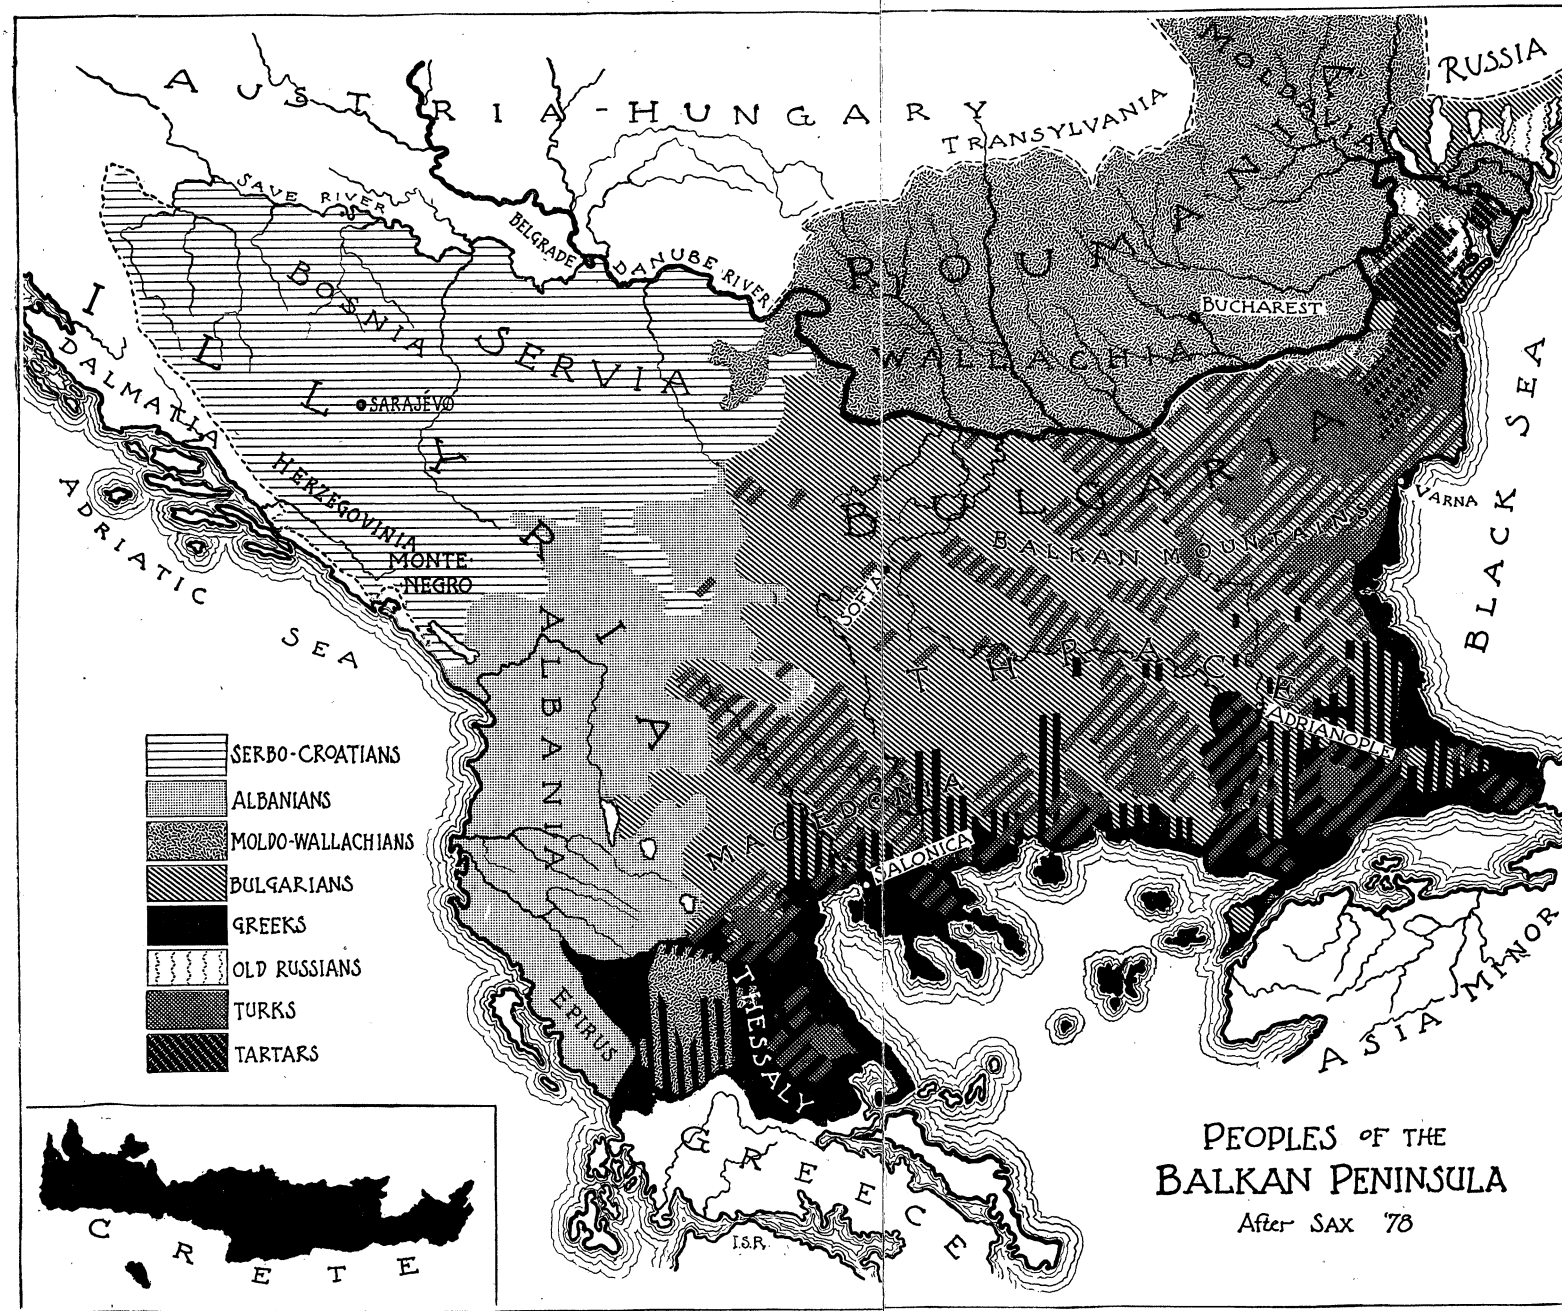 AUSTRIA-HUNGARY
RUSSIA
TRANSYLVANIA
MOLDAVIA
SAVE RIVER
BELGRADE
DANUBE RIVER
ROUMANIA
BUCHAREST
WALLACHIA
BOSNIA
SERVIA
ILLYRIA
SARAJÉVO
DALMATIA
HERZEGOVINIA
MONTE-
NEGRO
ADRIATIC
SEA
BULGARIA
BALKAN MOUNTAINS
VARNA
BLACK SEA
SOFIA
THRACE
ADRIANOPLE
ALBANIA
MACEDONIA
SALONICA
EPIRUS
THESSALY
GREECE
I.S.R.
ASIA MINOR
SERBO-CROATIANS
ALBANIANS
MOLDO-WALLACHIANS
BULGARIANS
GREEKS
OLD RUSSIANS
TURKS
TARTARS
CRETE
PEOPLES OF THE
BALKAN PENINSULA
After SAX '78